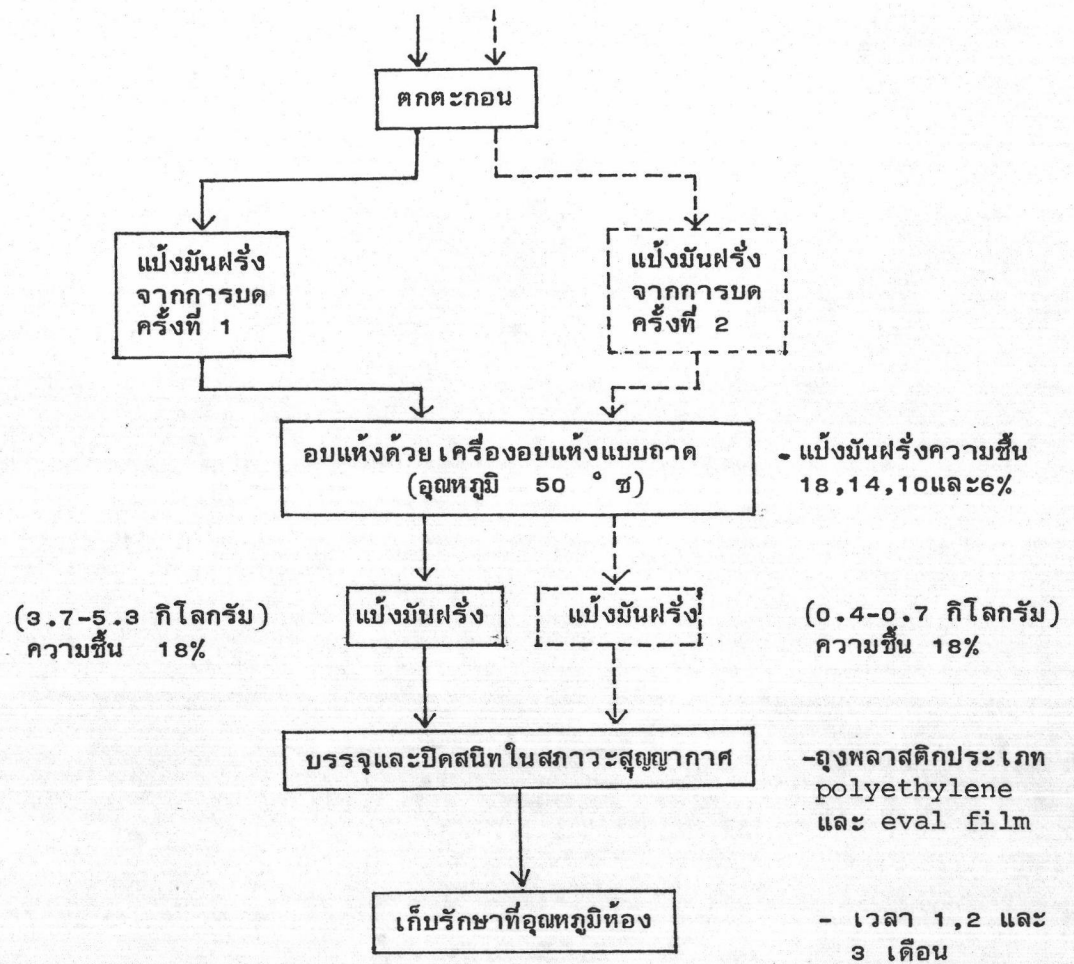 ตกตะกอน
แป้งมันฝรั่ง
จากการบด
ครั้งที่ 1
แป้งมันฝรั่ง
จากการบด
ครั้งที่ 2
อบแห้งด้วยเครื่องอบแห้งแบบถาด
(อุณหภูมิ 50 ° ซ)
- แป้งมันฝรั่งความชื้น
18,14,10และ6%
(3.7-5.3 กิโลกรัม)
ความชื้น 18%
แป้งมันฝรั่ง
แป้งมันฝรั่ง
(0.4-0.7 กิโลกรัม)
ความชื้น 18%
บรรจุและปิดสนิทในสภาวะสุญญากาศ
-ถุงพลาสติกประเภท
polyethylene
และ eval film
เก็บรักษาที่อุณหภูมิห้อง
- เวลา 1,2 และ
3 เดือน